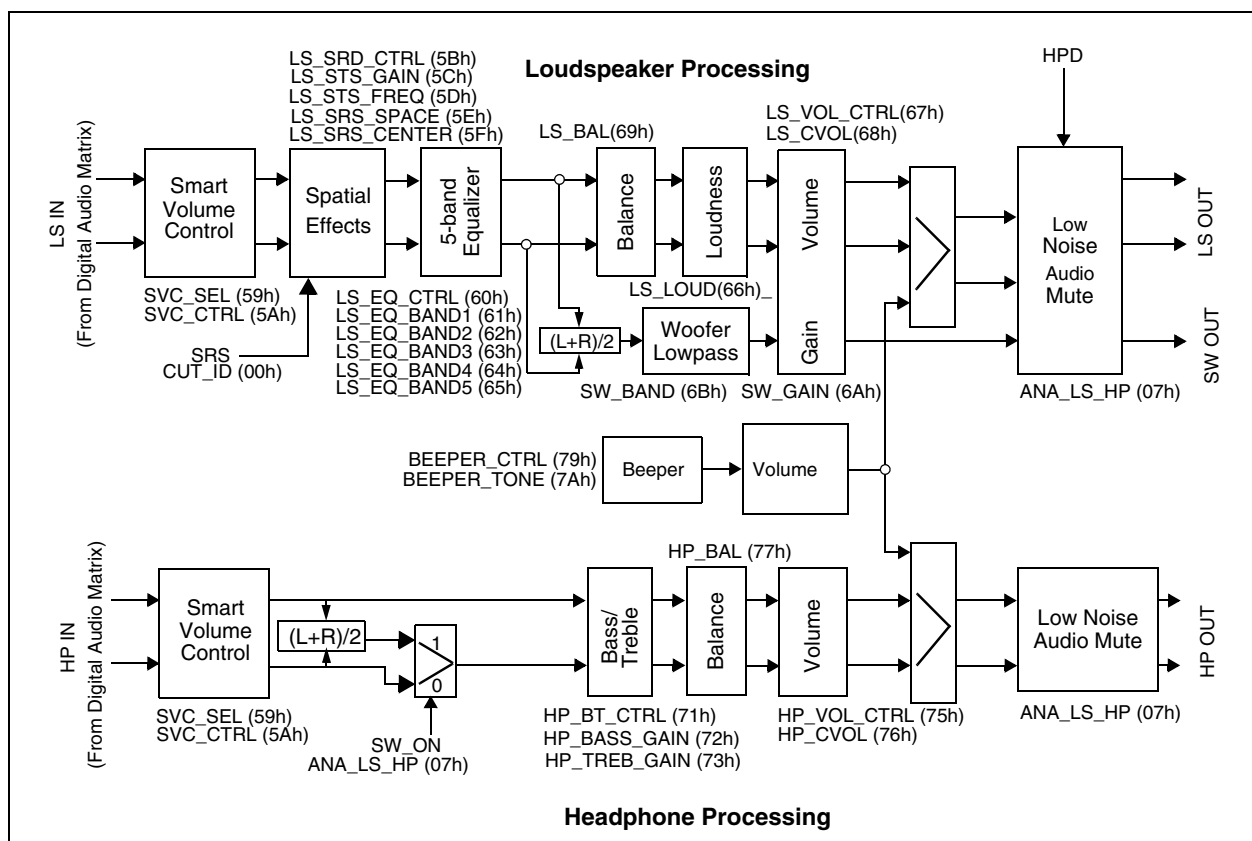 LS_SRD_CTRL (5Bh)
LS_STS_GAIN (5Ch)
LS_STS_FREQ (5Dh)
LS_SRS_SPACE (5Eh)
LS_SRS_CENTER (5Fh)
Loudspeaker Processing
HPD
LS_BAL(69h)
LS_VOL_CTRL(67h)
LS_CVOL(68h)
LS IN
(From Digital Audio Matrix)
Smart
Volume
Control
Spatial
Effects
5-band
Equalizer
Balance
Loudness
Volume
Gain
Low
Noise
Audio
Mute
LS OUT
SW OUT
SVC_SEL (59h)
SVC_CTRL (5Ah)
SRS
CUT_ID (00h)
LS_EQ_CTRL (60h)
LS_EQ_BAND1 (61h)
LS_EQ_BAND2 (62h)
LS_EQ_BAND3 (63h)
LS_EQ_BAND4 (64h)
LS_EQ_BAND5 (65h)
LS_LOUD(66h)_
(L+R)/2
Woofer
Lowpass
SW_BAND (6Bh)
SW_GAIN (6Ah)
ANA_LS_HP (07h)
BEEPER_CTRL (79h)
BEEPER_TONE (7Ah)
Beeper
Volume
HP IN
(From Digital Audio Matrix)
Smart
Volume
Control
(L+R)/2
1
0
Bass/
Treble
HP_BAL (77h)
Balance
Volume
Low Noise
Audio Mute
HP OUT
SVC_SEL (59h)
SVC_CTRL (5Ah)
SW_ON
ANA_LS_HP (07h)
HP_BT_CTRL (71h)
HP_BASS_GAIN (72h)
HP_TREB_GAIN (73h)
HP_VOL_CTRL (75h)
HP_CVOL (76h)
ANA_LS_HP (07h)
Headphone Processing